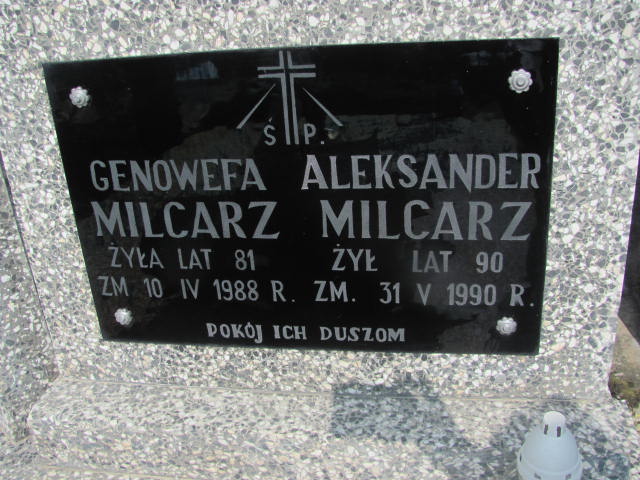 Ś P.
GENOWEFA ALEKSANDER
MILCARZ MILCARZ
ŻYŁA LAT 81 ŻYŁ LAT 90
ZM 10 IV 1988 R. ZM. 31 V 1990 R.
POKÓJ ICH DUSZOM